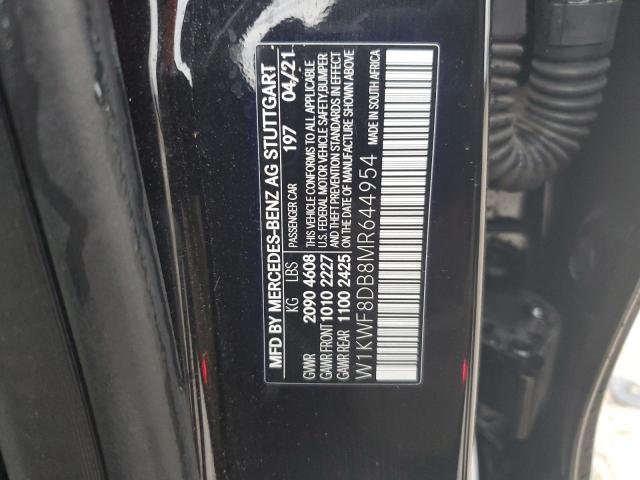 MFD BY MERCEDES-BENZ AG STUTTGART
KG LBS PASSENGER CAR 197 04/21
GVWR 2090 4608 THIS VEHICLE CONFORMS TO ALL APPLICABLE
GAWR FRONT 1010 2227 U.S. FEDERAL MOTOR VEHICLE SAFETY,BUMPER
GAWR REAR 1100 2425 AND THEFT PREVENTION STANDARDS IN EFFECT
ON THE DATE OF MANUFACTURE SHOWN ABOVE
W1KWF8DB8MR644954 MADE IN SOUTH AFRICA